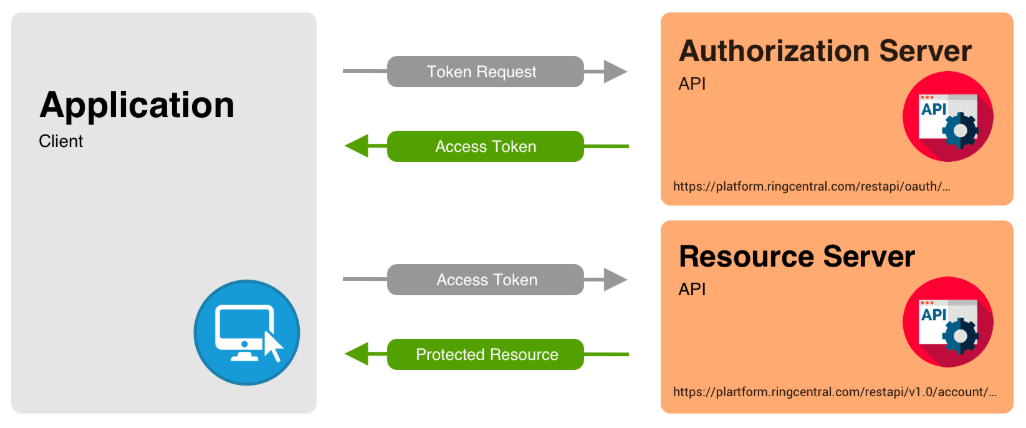 Application
Client
Token Request
Access Token
Access Token
Protected Resource
Authorization Server
API
API
https://platform.ringcentral.com/restapi/oauth/...
Resource Server
API
API
https://plartform.ringcentral.com/restapi/v1.0/account/...